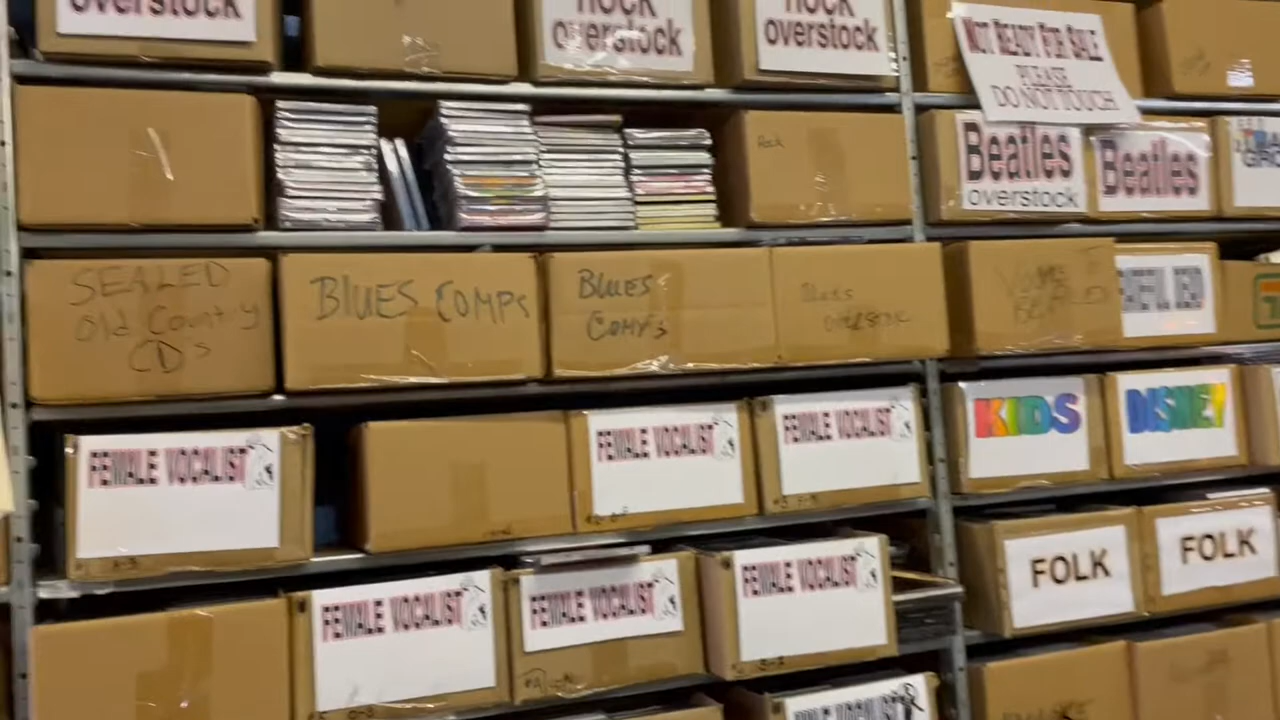 overstock
rock
overstock
rock
overstock
NOT READY FOR SALE
PLEASE
DO NOT TOUCH
Rock
Beatles
overstock
Beatles
SEALED
Old Country
CDs
BLUES COMPS
BLUES
COMPS
Blues
overstock
KIDS
DISNEY
FEMALE VOCALIST
FEMALE VOCALIST
FEMALE VOCALIST
FOLK
FOLK
FEMALE VOCALIST
FEMALE VOCALIST
FEMALE VOCALIST
FEMALE VOCALIST